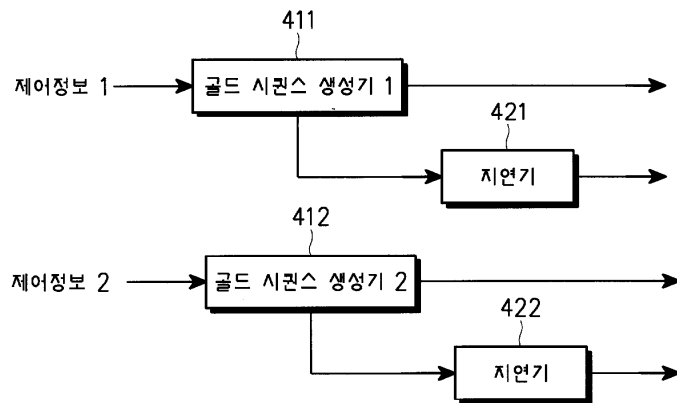 411
제어정보 1
골드 시퀀스 생성기 1
421
지연기
412
제어정보 2
골드 시퀀스 생성기 2
422
지연기